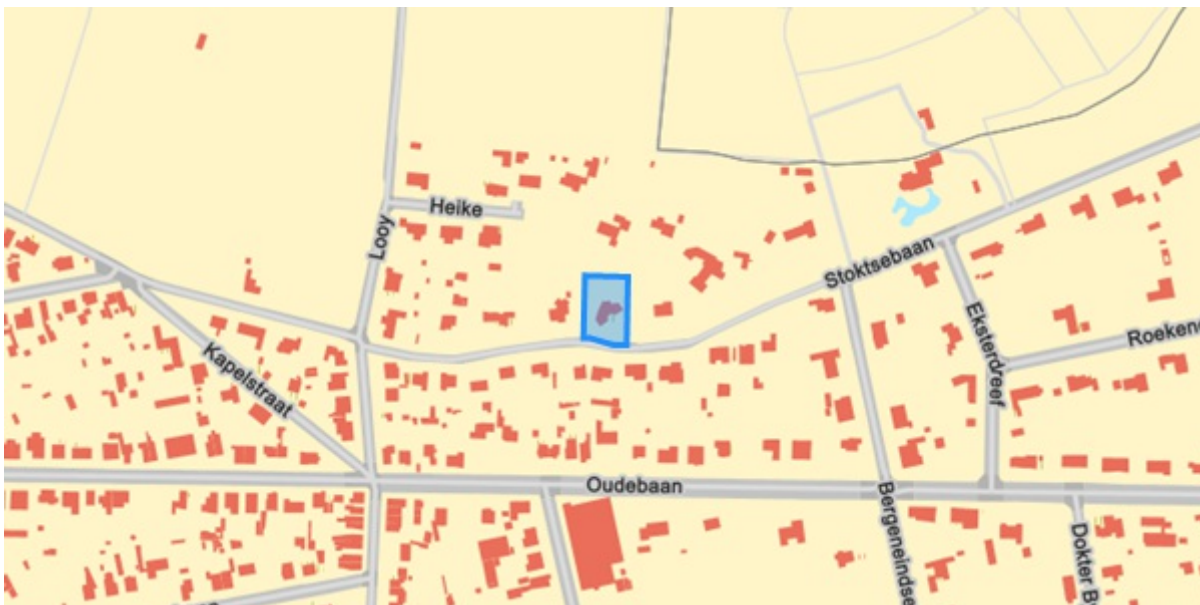 Heike
Looy
Stoktsebaan
Kapelstraat
Eksterdreef
Oudebaan